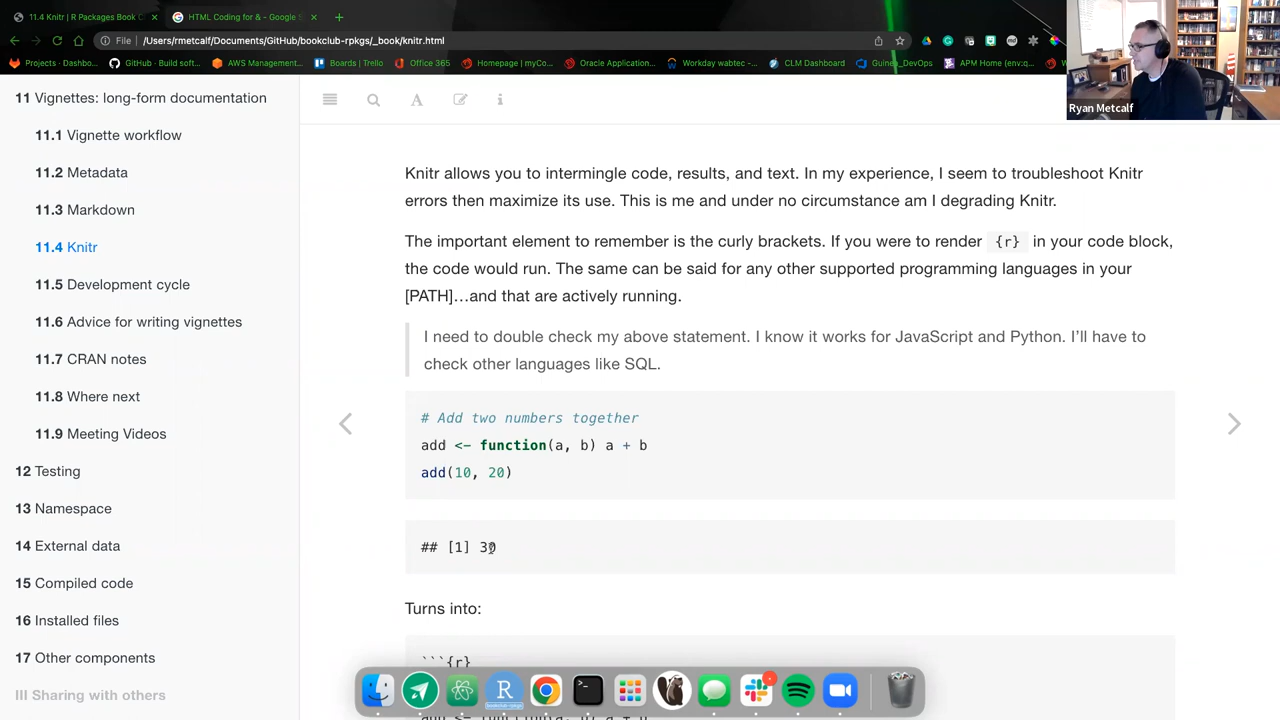 11.4 Knitr | R Packages Book C
HTML Coding for & - Google S
File | /Users/rmetcalf/Documents/GitHub/bookclub-rpkgs/_book/knitr.html
Projects · Dashbo...
GitHub · Build soft...
AWS Management...
Boards | Trello
Office 365
Homepage | myCo...
Oracle Application...
Workday wabtec -...
CLM Dashboard
Guinea_DevOps
APM Home (env:q...
Ryan Metcalf
11 Vignettes: long-form documentation
11.1 Vignette workflow
11.2 Metadata
11.3 Markdown
11.4 Knitr
11.5 Development cycle
11.6 Advice for writing vignettes
11.7 CRAN notes
11.8 Where next
11.9 Meeting Videos
12 Testing
13 Namespace
14 External data
15 Compiled code
16 Installed files
17 Other components
III Sharing with others
Knitr allows you to intermingle code, results, and text. In my experience, I seem to troubleshoot Knitr
errors then maximize its use. This is me and under no circumstance am I degrading Knitr.
The important element to remember is the curly brackets. If you were to render {r} in your code block,
the code would run. The same can be said for any other supported programming languages in your
[PATH]…and that are actively running.
I need to double check my above statement. I know it works for JavaScript and Python. I’ll have to
check other languages like SQL.
# Add two numbers together
add <- function(a, b) a + b
add(10, 20)
## [1] 30
Turns into:
```{r}